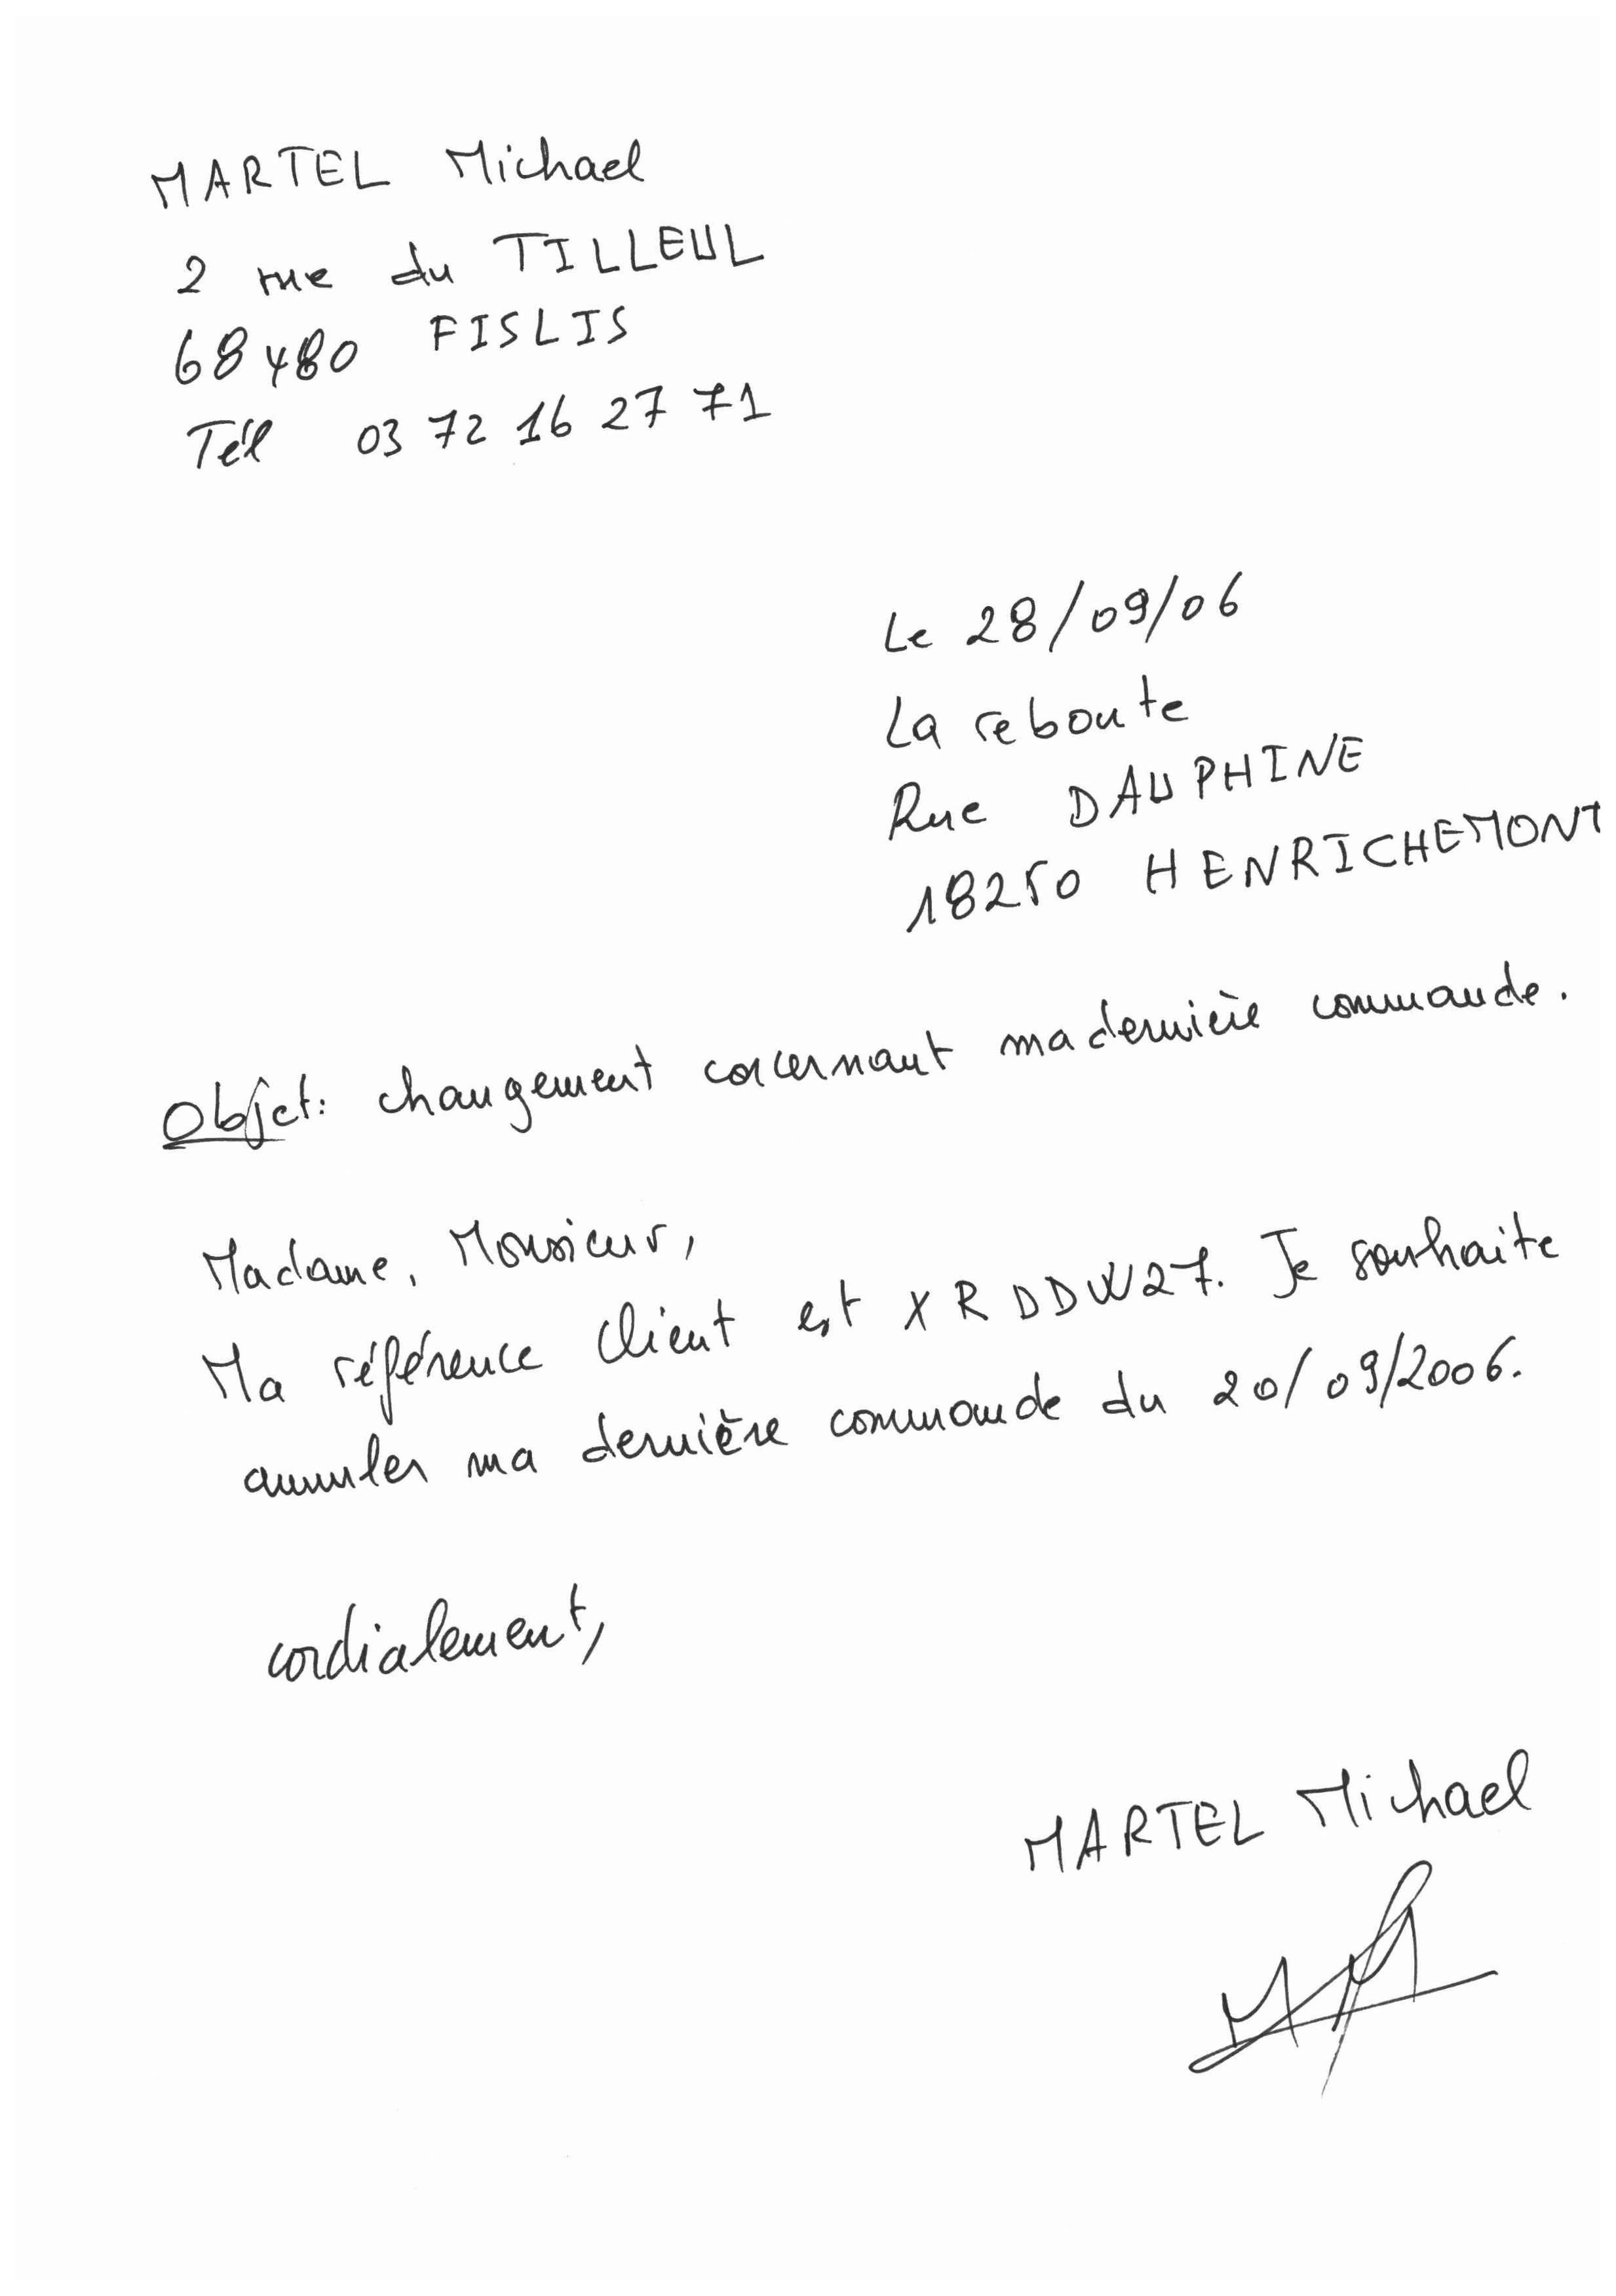 MARTEL Michael
2 rue du TILLEUL
68480 FISLIS
Tél 03 72 16 27 71
Le 28/09/06
La reboute
Rue DAUPHINE
18250 HENRICHEMONT
Objet: changement concernant ma dernière commande.
Madame, Monsieur,
Ma référence client est XRDDW27. Je souhaite
annuler ma dernière commande du 20/09/2006.
cordialement,
MARTEL Michael